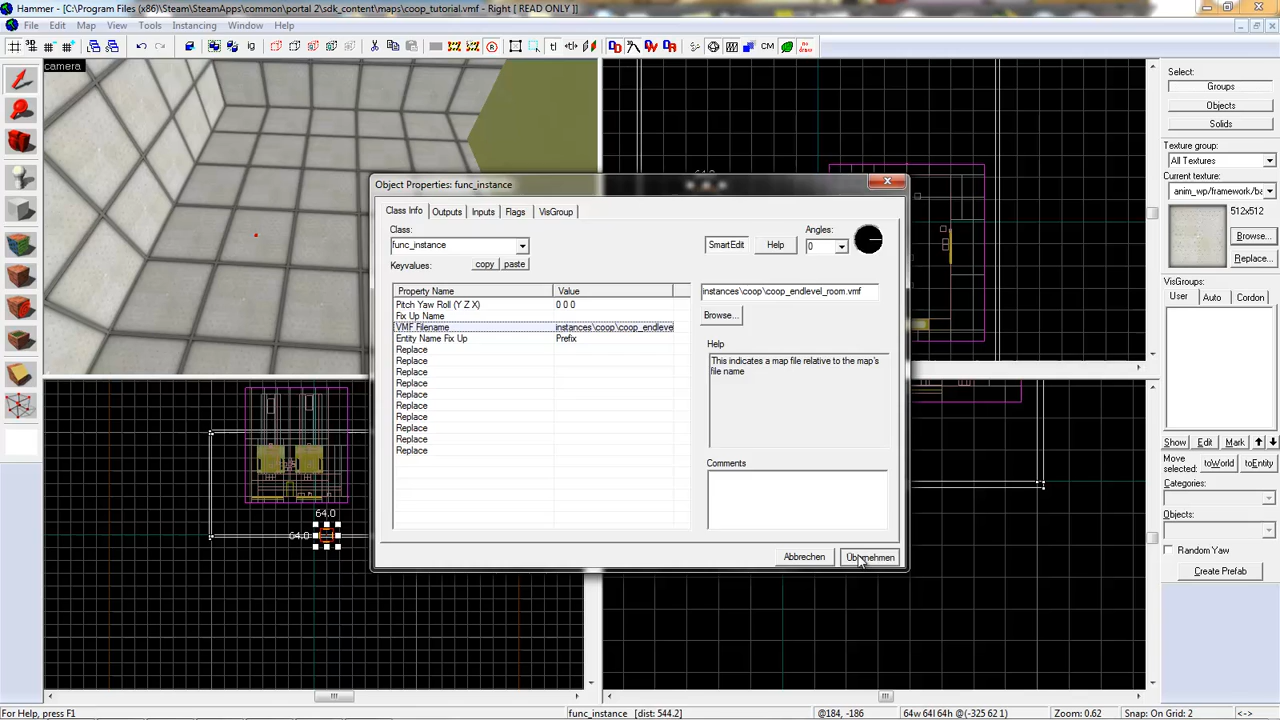 Hammer - [C:\Program Files (x86)\Steam\SteamApps\common\portal 2\sdk_content\maps\coop_tutorial.vmf - Right [ READ ONLY ]]
File Edit Map View Tools Instancing Window Help
CM
camera
64.0
Object Properties: func_instance
Class Info Outputs Inputs Flags VisGroup
Class:
func_instance
SmartEdit
Help
Angles:
0
Keyvalues:
copy
paste
Property Name Value
Pitch Yaw Roll (Y Z X) 0 0 0
Fix Up Name
VMF Filename instances\coop\coop_endleve
Entity Name Fix Up Prefix
Replace
Replace
Replace
Replace
Replace
Replace
Replace
Replace
Replace
Replace
instances\coop\coop_endlevel_room.vmf
Browse...
Help
This indicates a map file relative to the map's
file name
Comments
Abbrechen
Übernehmen
64.0
64.0
Select:
Groups
Objects
Solids
Texture group:
All Textures
Current texture:
anim_wp/framework/ba
512x512
Browse...
Replace...
VisGroups:
User Auto Cordon
Show Edit Mark
Move
selected:
toWorld
toEntity
Categories:
Objects:
Random Yaw
Create Prefab
For Help, press F1
func_instance [dist: 544.2]
@184, -186
64w 64l 64h @(-325 62 1)
Zoom: 0.62
Snap: On Grid: 2
<->